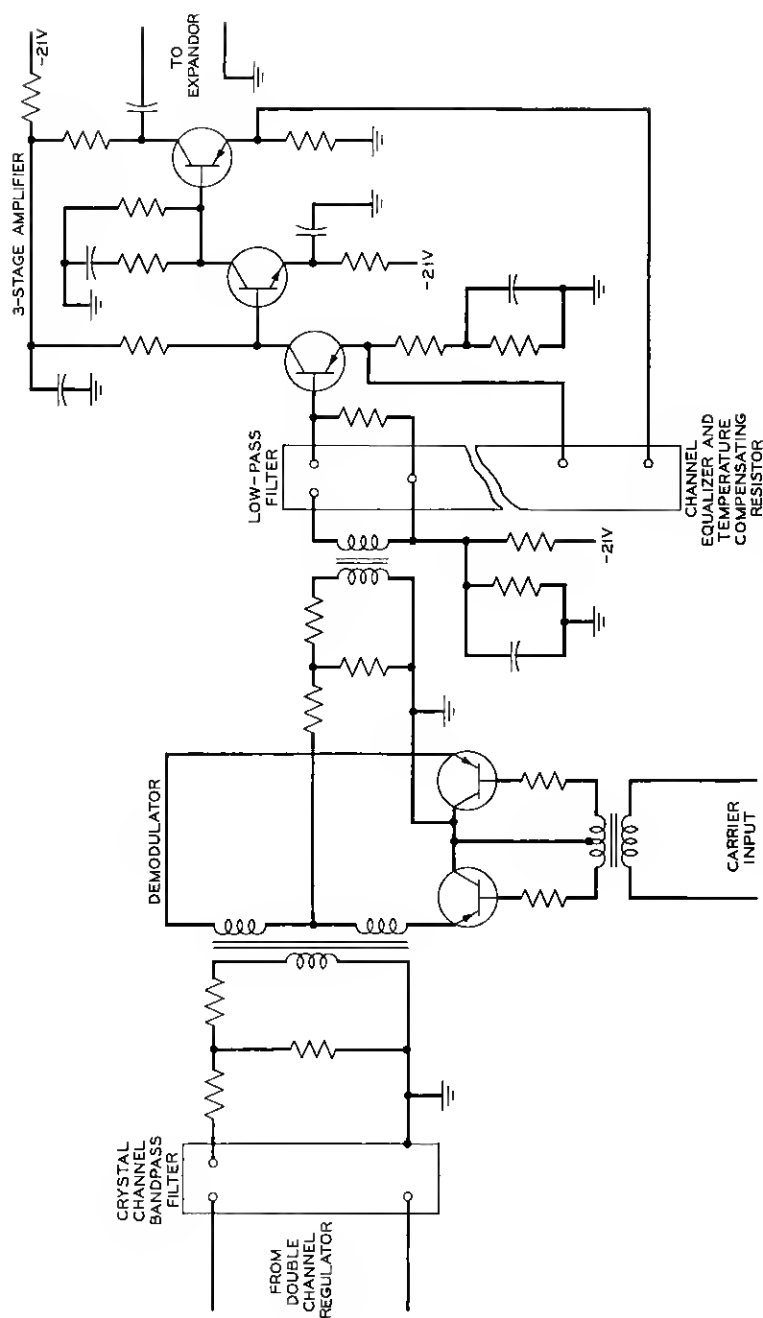 FROM
DOUBLE
CHANNEL
REGULATOR
CRYSTAL
CHANNEL
BANDPASS
FILTER
DEMODULATOR
CARRIER
INPUT
LOW-PASS
FILTER
-21V
CHANNEL
EQUALIZER AND
TEMPERATURE
COMPENSATING
RESISTOR
3-STAGE AMPLIFIER
-21V
-21V
TO
EXPANDOR